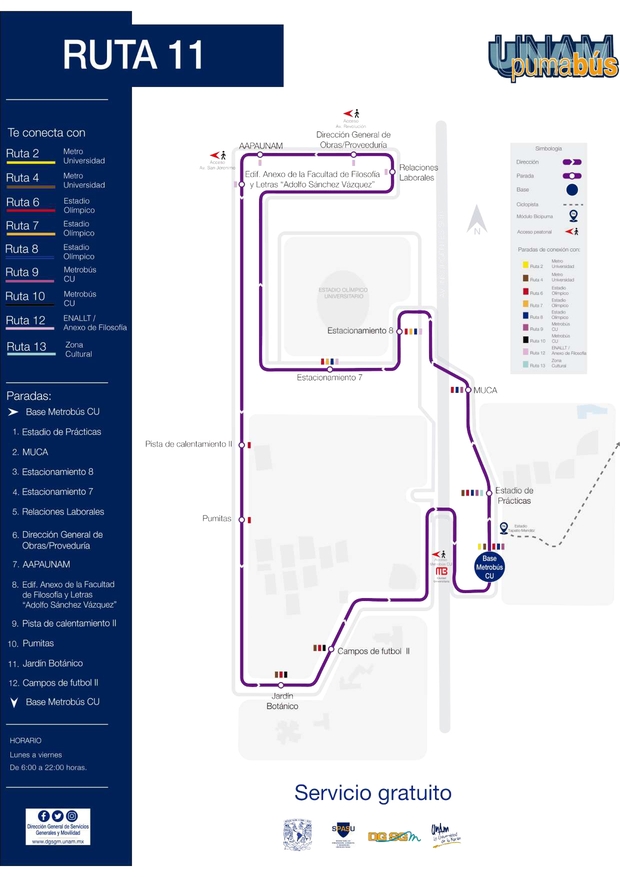 RUTA 11
UNAM
pumabús
Te conecta con
Ruta 2 Metro
Universidad
Ruta 4 Metro
Universidad
Ruta 6 Estadio
Olímpico
Ruta 7 Estadio
Olímpico
Ruta 8 Estadio
Olímpico
Ruta 9 Metrobús
CU
Ruta 10 Metrobús
CU
Ruta 12 ENALLT /
Anexo de Filosofía
Ruta 13 Zona
Cultural
Paradas:
Base Metrobús CU
1. Estadio de Prácticas
2. MUCA
3. Estacionamiento 8
4. Estacionamiento 7
5. Relaciones Laborales
6. Dirección General de
Obras/Proveduría
7. AAPAUNAM
8. Edif. Anexo de la Facultad
de Filosofía y Letras
"Adolfo Sánchez Vázquez"
9. Pista de calentamiento II
10. Pumitas
11. Jardín Botánico
12. Campos de futbol II
Base Metrobús CU
HORARIO
Lunes a viernes
De 6:00 a 22:00 horas.
Dirección General de Servicios
Generales y Movilidad
www.dgsgm.unam.mx
AAPAUNAM
Dirección General de
Obras/Proveeduría
Edif. Anexo de la Facultad de Filosofía
y Letras "Adolfo Sánchez Vázquez"
Relaciones
Laborales
N
ESTADIO OLÍMPICO
UNIVERSITARIO
Estacionamiento 8
Estacionamiento 7
MUCA
Pista de calentamiento II
Estadio de
Prácticas
Pumitas
Base
Metrobús
CU
Campos de futbol II
Jardín
Botánico
Simbología
Dirección
Parada
Base
Ciclopista
Módulo Bicipuma
Acceso peatonal
Paradas de conexión con:
Ruta 2 Metro
Universidad
Ruta 4 Metro
Universidad
Ruta 6 Estadio
Olímpico
Ruta 7 Estadio
Olímpico
Ruta 8 Estadio
Olímpico
Ruta 9 Metrobús
CU
Ruta 10 Metrobús
CU
Ruta 12 ENALLT /
Anexo de Filosofía
Ruta 13 Zona
Cultural
Servicio gratuito
SPASU
DGSGM